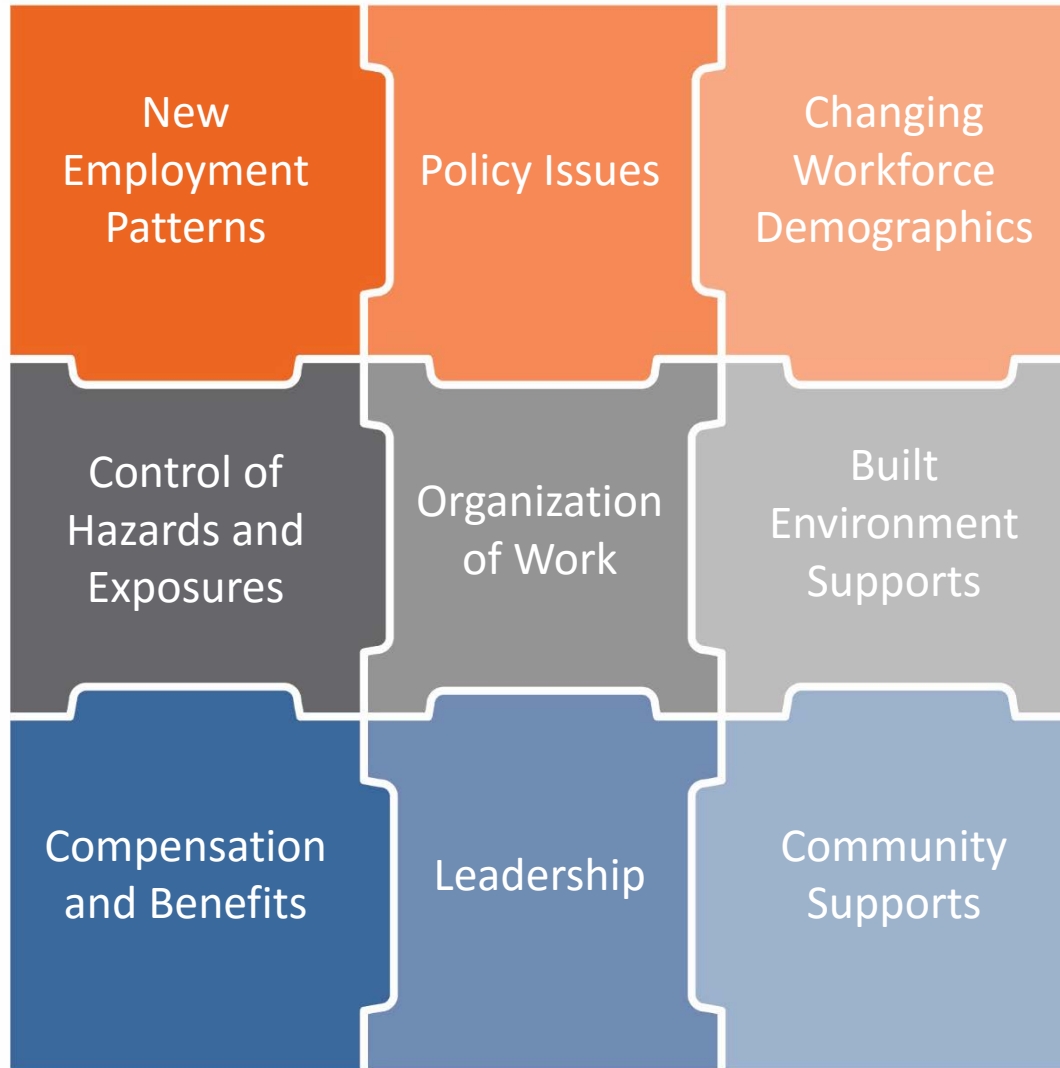 New
Employment
Patterns
Policy Issues
Changing
Workforce
Demographics
Control of
Hazards and
Exposures
Organization
of Work
Built
Environment
Supports
Compensation
and Benefits
Leadership
Community
Supports